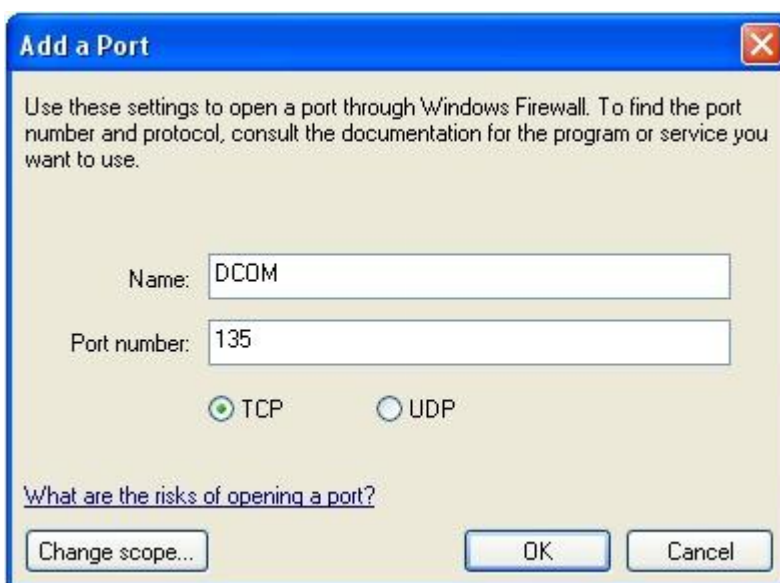 Add a Port
Use these settings to open a port through Windows Firewall. To find the port
number and protocol, consult the documentation for the program or service you
want to use.
Name: DCOM
Port number: 135
TCP UDP
What are the risks of opening a port?
Change scope... OK Cancel